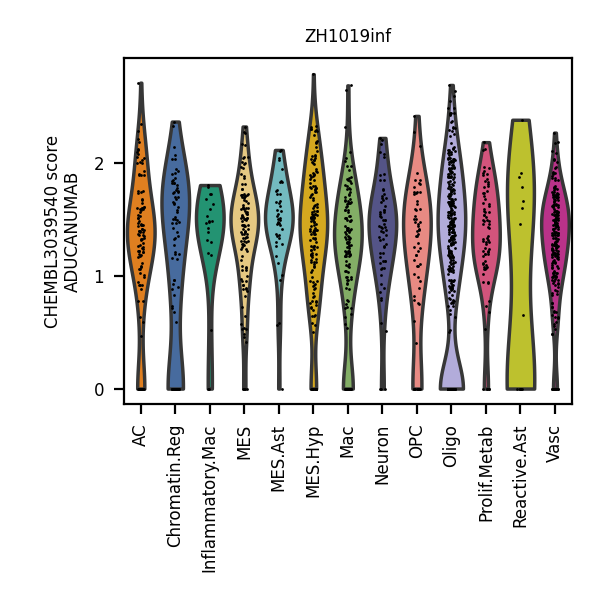 ZH1019inf
CHEMBL3039540 score
ADUCANUMAB
2
1
0
AC
Chromatin.Reg
Inflammatory.Mac
MES
MES.Ast
MES.Hyp
Mac
Neuron
OPC
Oligo
Prolif.Metab
Reactive.Ast
Vasc